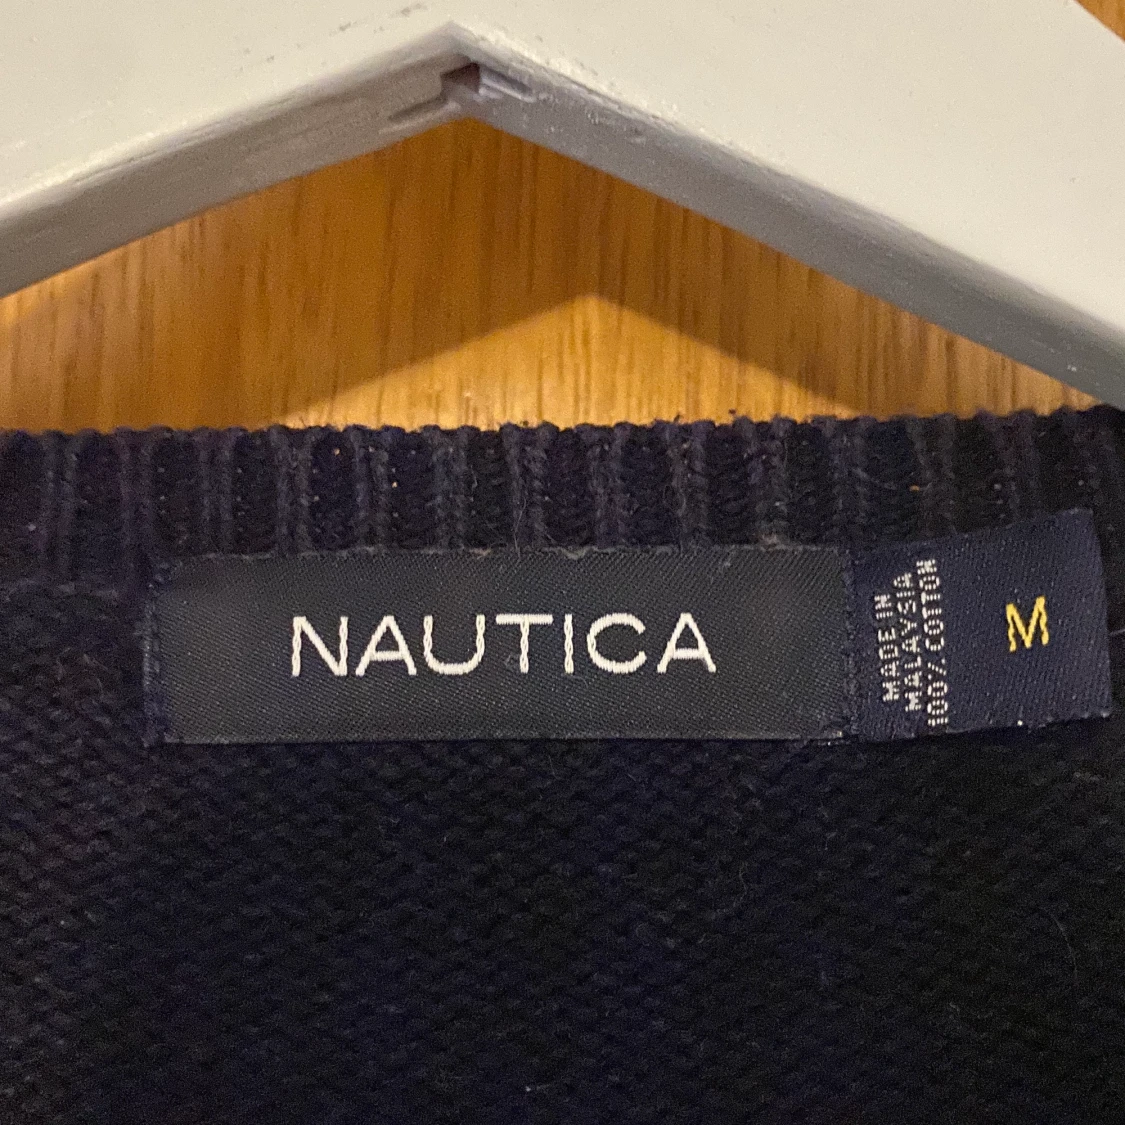 NAUTICA
MADE IN
MALAYSIA
100% COTTON
M